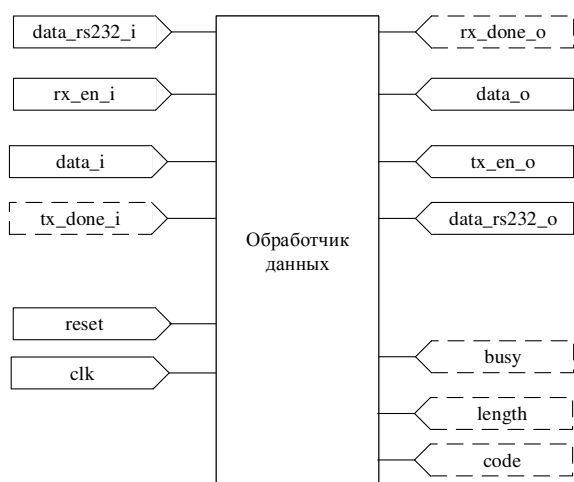 data_rs232_i
rx_en_i
data_i
tx_done_i
reset
clk
Обработчик
данных
rx_done_o
data_o
tx_en_o
data_rs232_o
busy
length
code